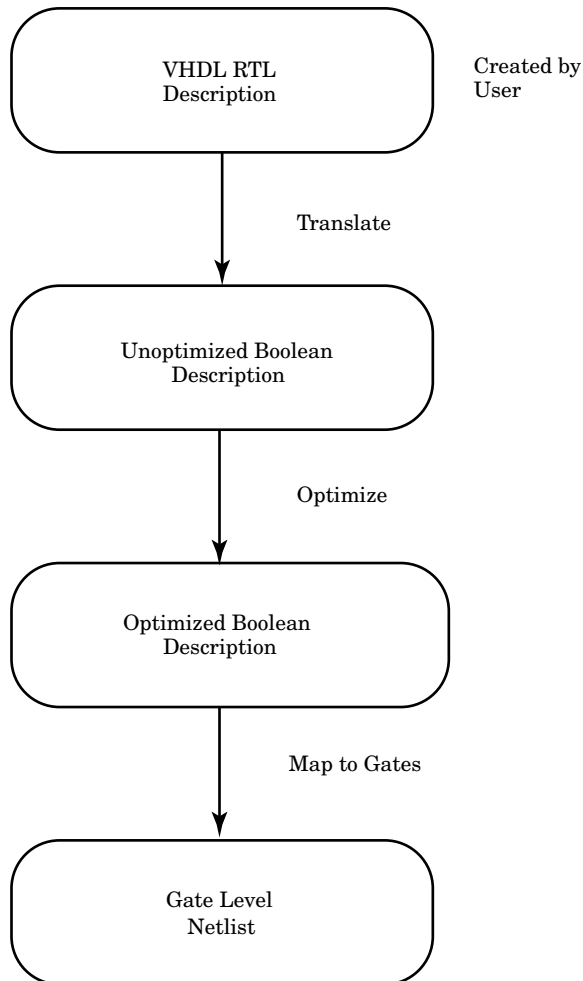 VHDL RTL
Description
Created by
User
Translate
Unoptimized Boolean
Description
Optimize
Optimized Boolean
Description
Map to Gates
Gate Level
Netlist